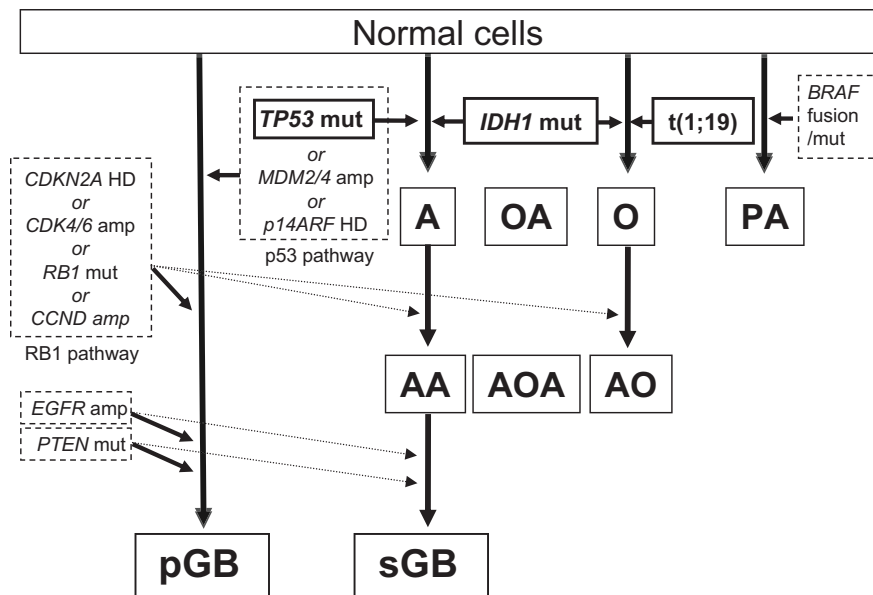 Normal cells
TP53 mut
or
MDM2/4 amp
or
p14ARF HD
p53 pathway
IDH1 mut
t(1;19)
BRAF
fusion
/mut
CDKN2A HD
or
CDK4/6 amp
or
RB1 mut
or
CCND amp
RB1 pathway
A
OA
O
PA
AA
AOA
AO
EGFR amp
PTEN mut
pGB
sGB